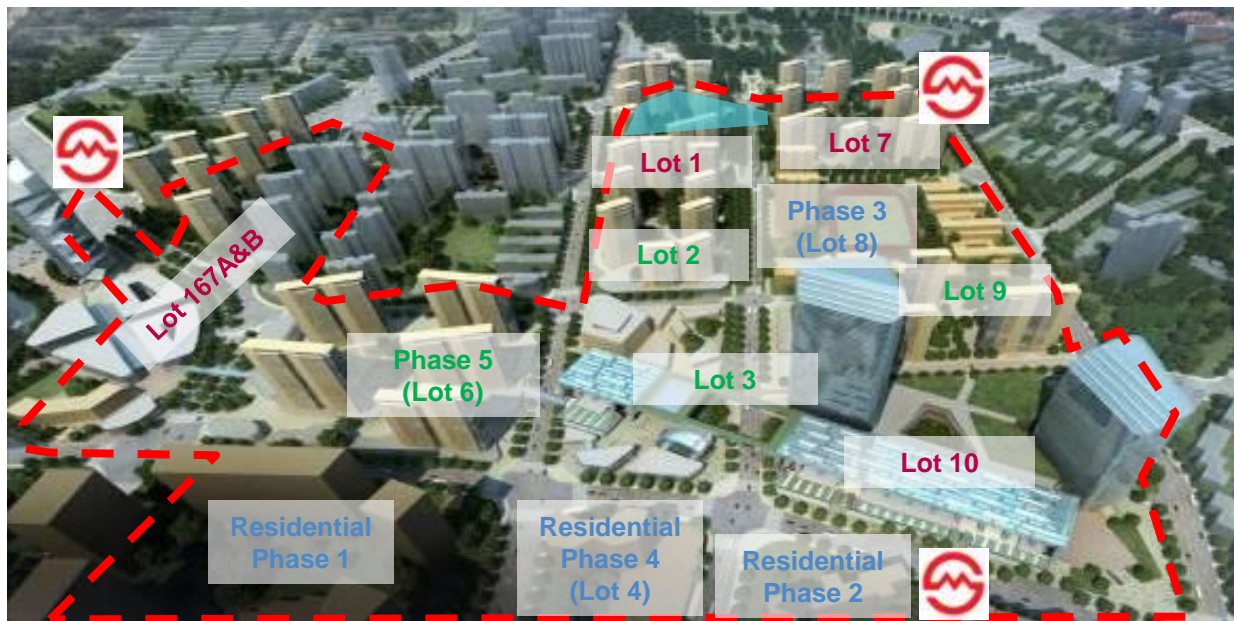 Lot 1
Lot 7
Phase 3
(Lot 8)
Lot 2
Lot 167A&B
Lot 9
Phase 5
(Lot 6)
Lot 3
Lot 10
Residential
Phase 1
Residential
Phase 4
(Lot 4)
Residential
Phase 2